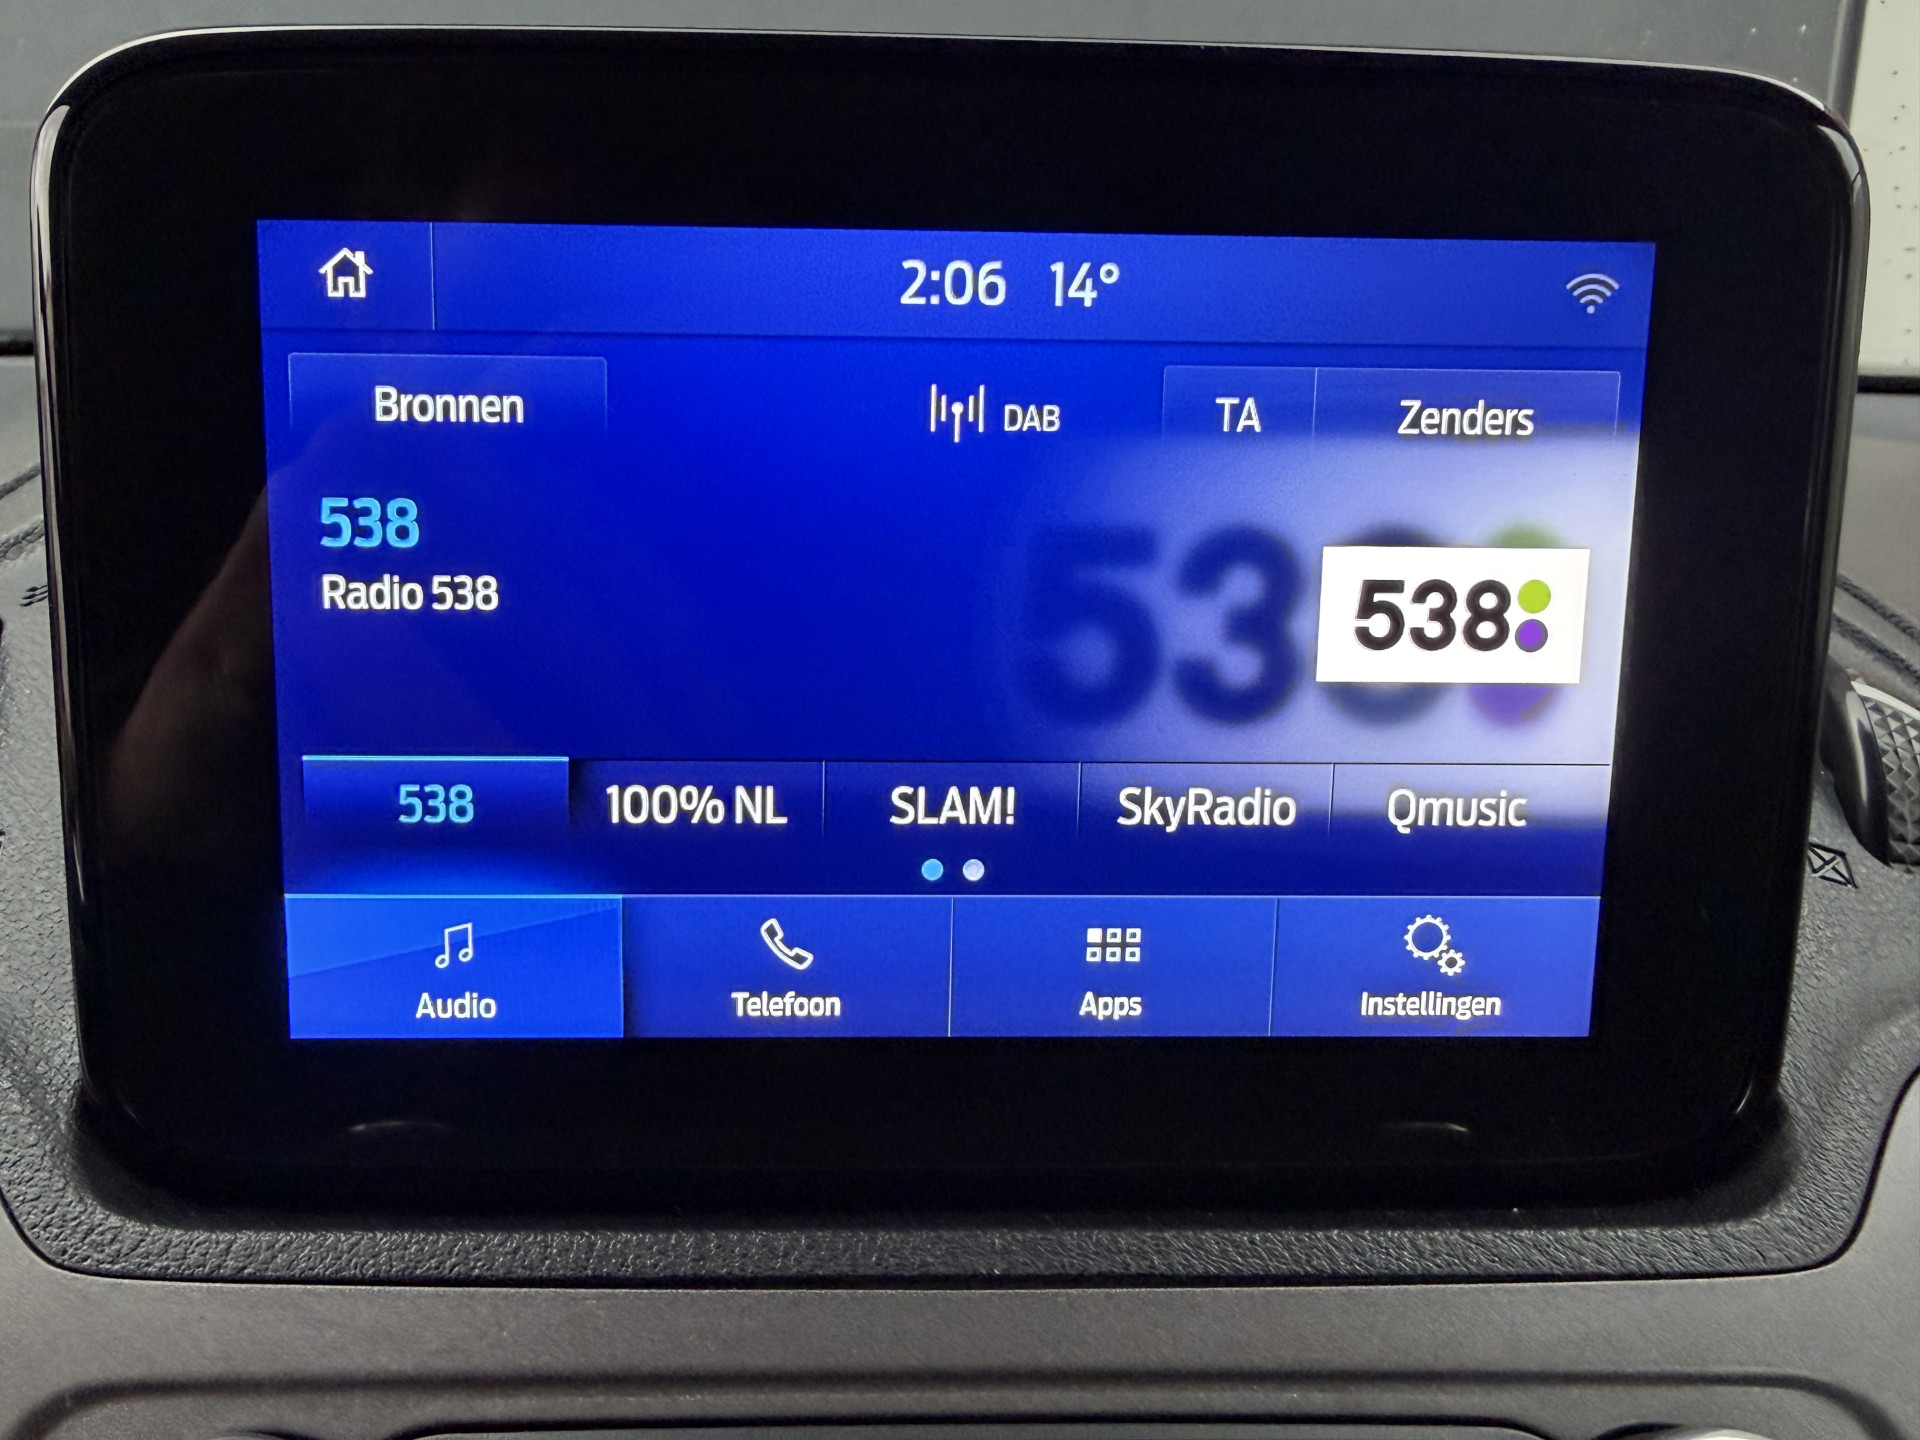 2:06 14°
Bronnen DAB TA Zenders
538
Radio 538
538
538
538 100% NL SLAM! SkyRadio Qmusic
Audio Telefoon Apps Instellingen